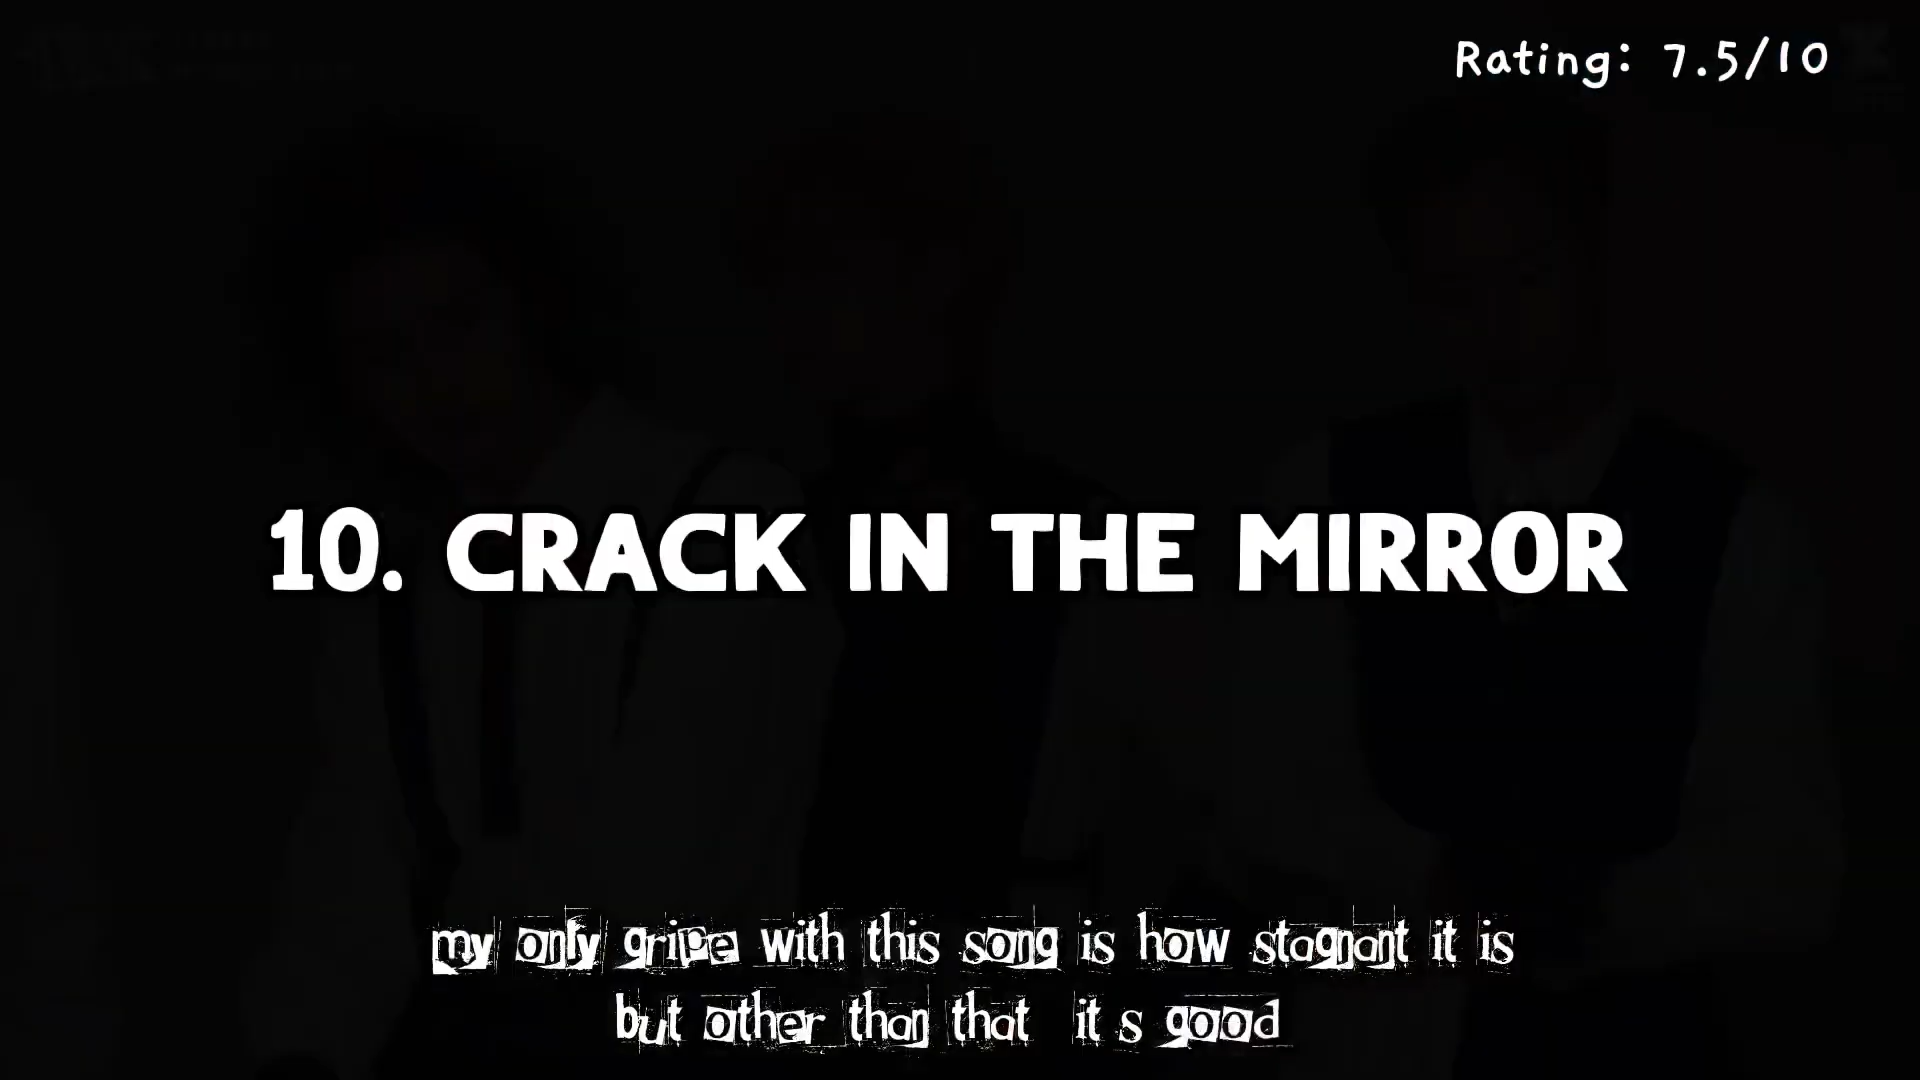 Rating: 7.5/10
10. CRACK IN THE MIRROR
my only gripe with this song is how stagnant it is
but other than that it s good